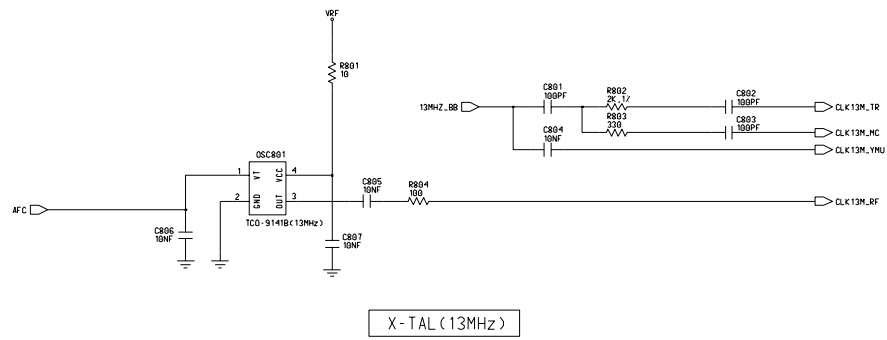 VRF
R801
10
C801
100PF
R802
2K,1%
C802
100PF
13MHZ_BB
CLK13M_TR
R803
330
C803
100PF
CLK13M_MC
C804
10NF
CLK13M_YMU
OSC801
1 VT VCC 4
2 GND OUT 3
TCO-9141B(13MHz)
C805
10NF
R804
100
CLK13M_RF
AFC
C806
10NF
C807
10NF
X-TAL(13MHz)